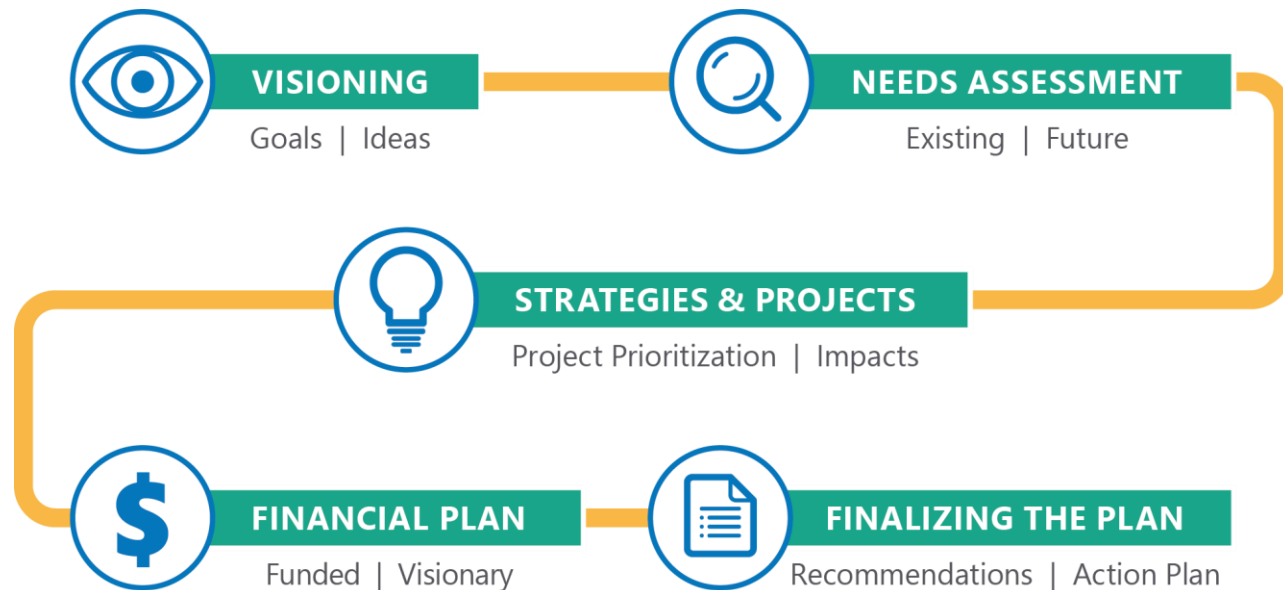 VISIONING
Goals | Ideas
NEEDS ASSESSMENT
Existing | Future
STRATEGIES & PROJECTS
Project Prioritization | Impacts
$
FINANCIAL PLAN
Funded | Visionary
FINALIZING THE PLAN
Recommendations | Action Plan